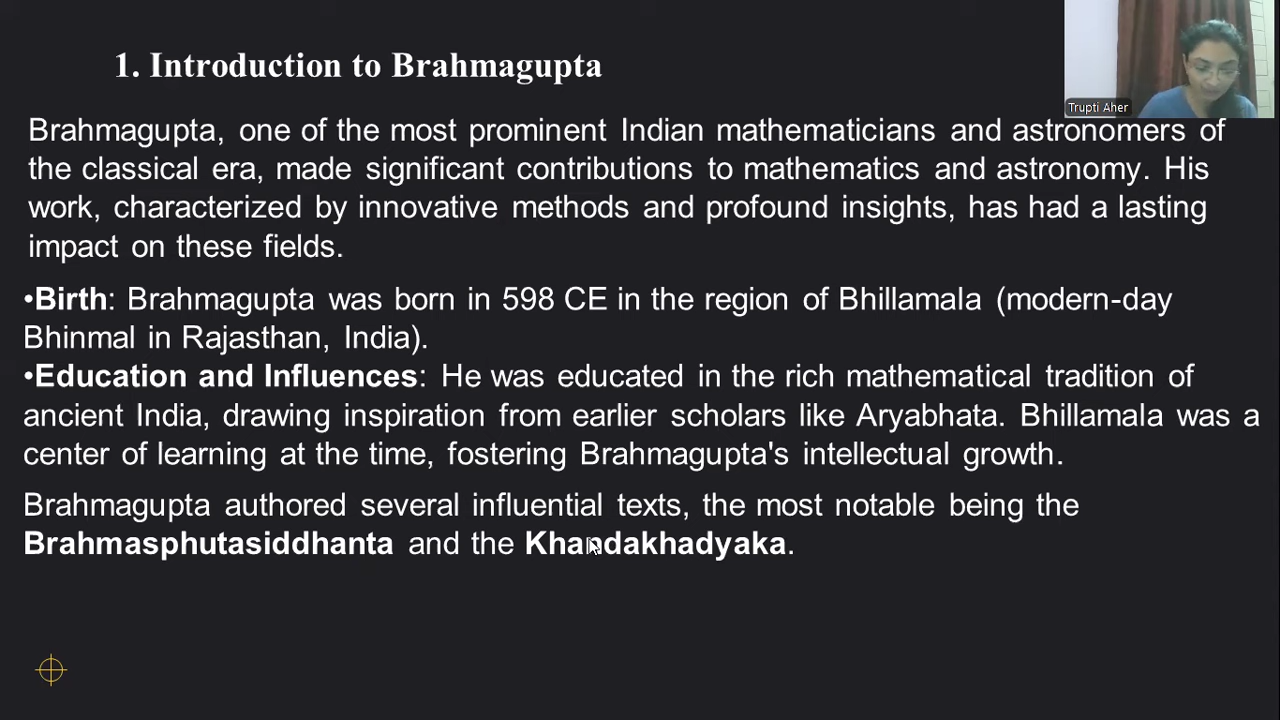 1. Introduction to Brahmagupta
Trupti Aher
Brahmagupta, one of the most prominent Indian mathematicians and astronomers of
the classical era, made significant contributions to mathematics and astronomy. His
work, characterized by innovative methods and profound insights, has had a lasting
impact on these fields.
•Birth: Brahmagupta was born in 598 CE in the region of Bhillamala (modern-day
Bhinmal in Rajasthan, India).
•Education and Influences: He was educated in the rich mathematical tradition of
ancient India, drawing inspiration from earlier scholars like Aryabhata. Bhillamala was a
center of learning at the time, fostering Brahmagupta's intellectual growth.
Brahmagupta authored several influential texts, the most notable being the
Brahmasphutasiddhanta and the Khandakhadyaka.